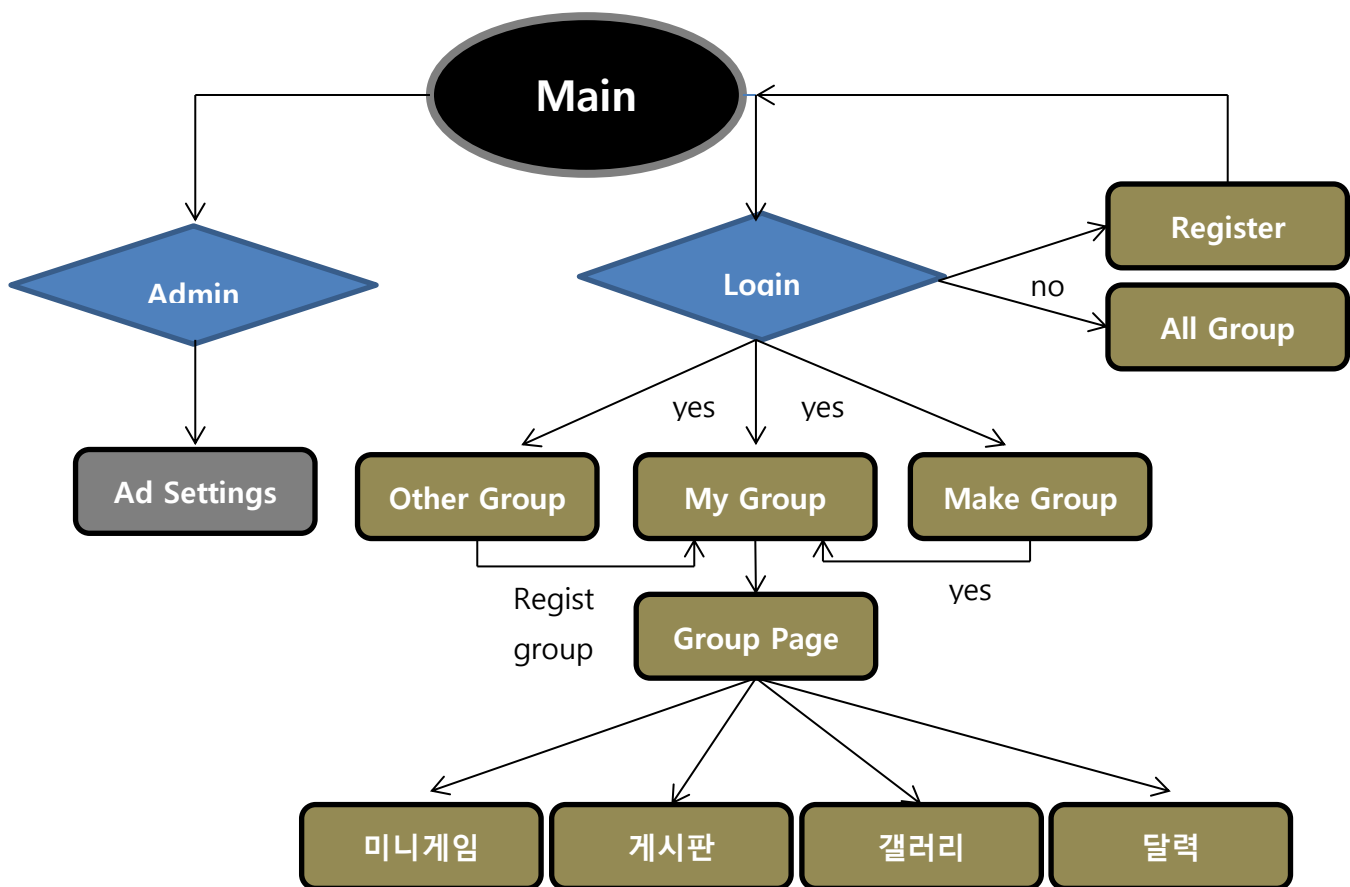 Main
Register
Admin
Login
no
All Group
yes
yes
Ad Settings
Other Group
My Group
Make Group
Regist
group
yes
Group Page
미니게임
게시판
갤러리
달력